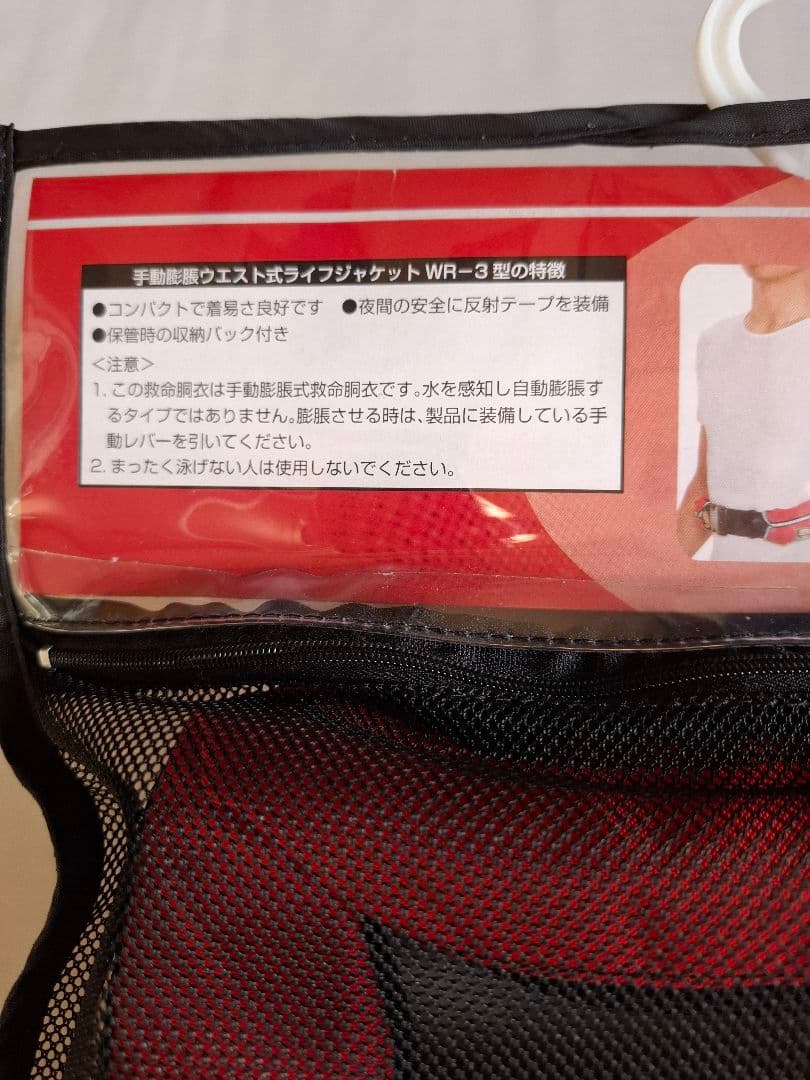 手動膨脹ウエスト式ライフジャケット WR－3 型の特徴
●コンパクトで着易さ良好です ●夜間の安全に反射テープを装備
●保管時の収納バック付き
＜注意＞
1. この救命胴衣は手動膨脹式救命胴衣です。水を感知し自動膨脹す
るタイプではありません。膨脹させる時は、製品に装備している手
動レバーを引いてください。
2. まったく泳げない人は使用しないでください。